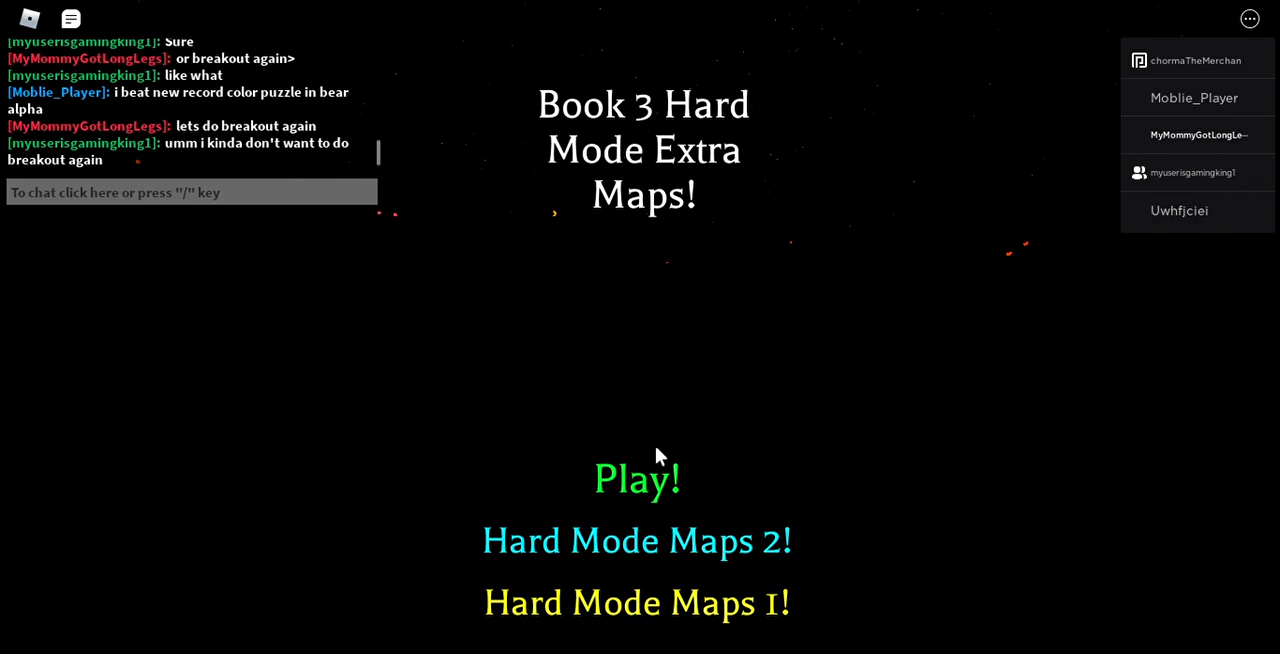 [myuserisgamingking1]: Sure
[MyMommyGotLongLegs]: or breakout again>
[myuserisgamingking1]: like what
[Moblie_Player]: i beat new record color puzzle in bear
alpha
[MyMommyGotLongLegs]: lets do breakout again
[myuserisgamingking1]: umm i kinda don't want to do
breakout again
To chat click here or press "/" key
Book 3 Hard
Mode Extra
Maps!
chormaTheMerchan
Moblie_Player
MyMommyGotLongLe...
myuserisgamingking1
Uwhfjciei
Play!
Hard Mode Maps 2!
Hard Mode Maps 1!